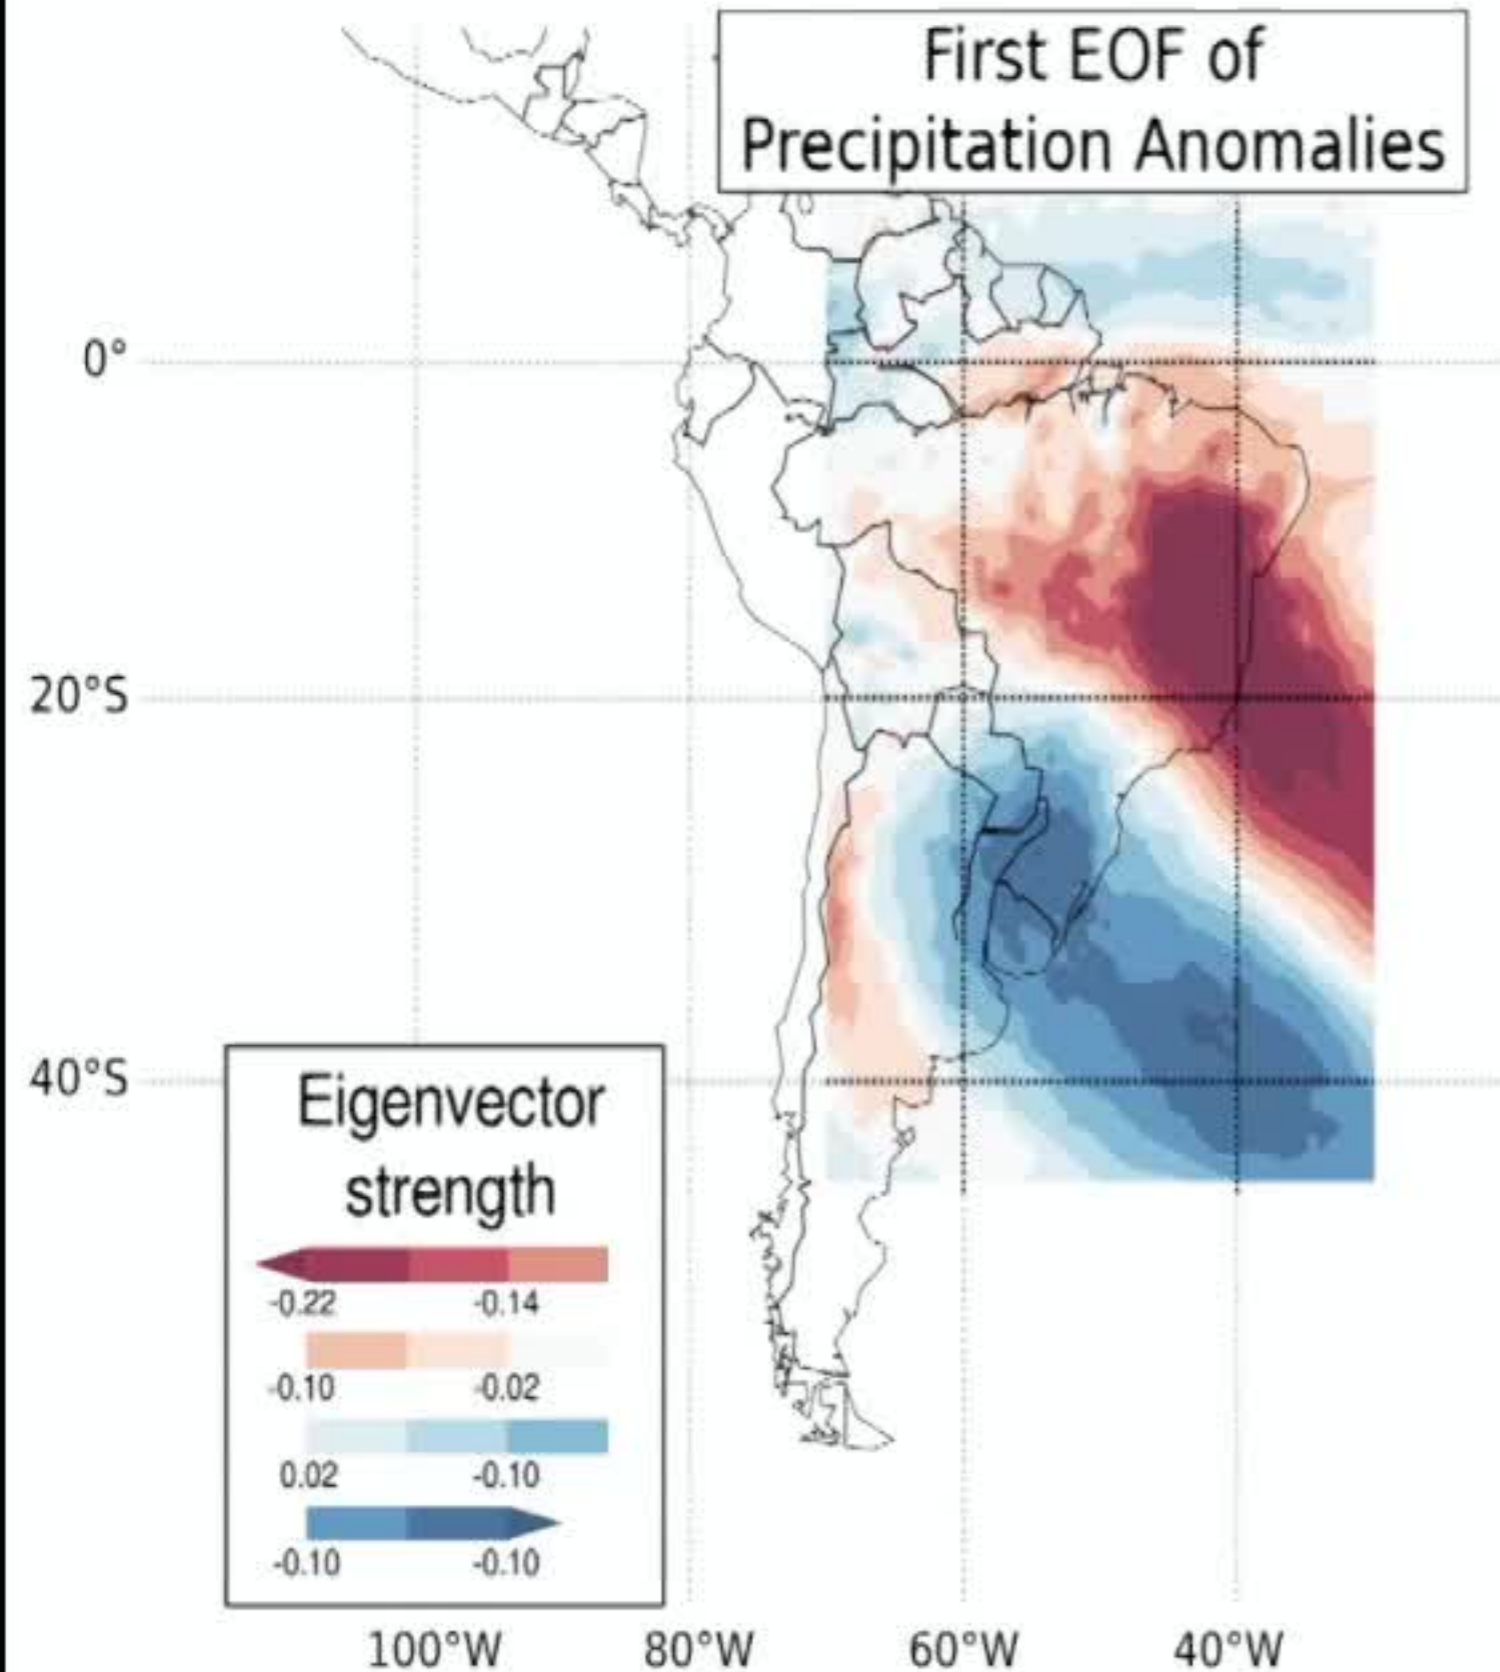 First EOF of
Precipitation Anomalies
0°
20°S
40°S
Eigenvector
strength
-0.22 -0.14
-0.10 -0.02
0.02 -0.10
-0.10 -0.10
100°W 80°W 60°W 40°W